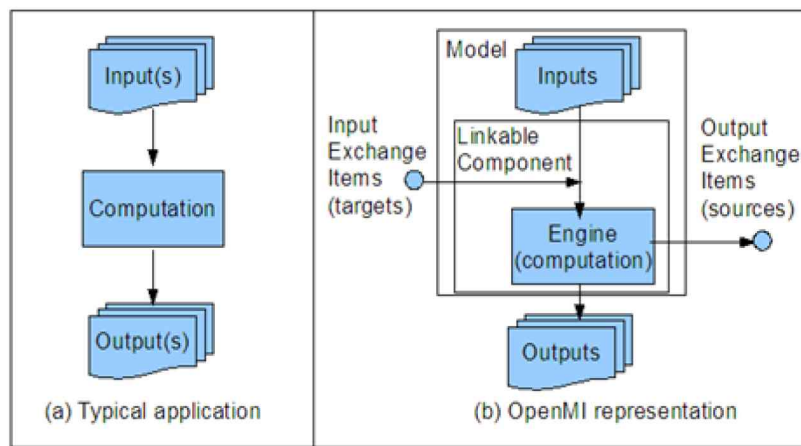 Input(s)
Computation
Output(s)
(a) Typical application
Model
Inputs
Input
Exchange
Items
(targets)
Linkable
Component
Output
Exchange
Items
(sources)
Engine
(computation)
Outputs
(b) OpenMI representation